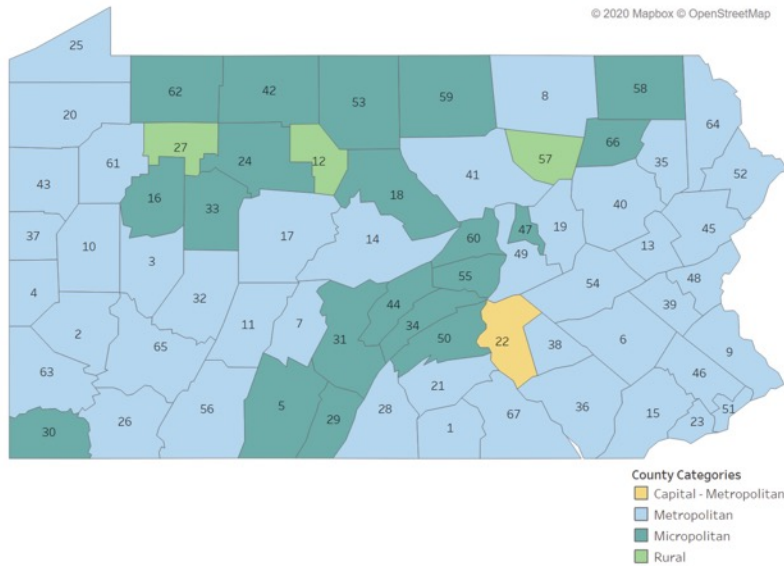 © 2020 Mapbox © OpenStreetMap
25
62 42 53 59 8 58
20 64
27 24 12 57 66 35
61 41 52
43 16 33 18 40
17 14 60 47 19 45
37 10 3 49 13
55 54 48
4 32 44 39
2 11 7 34 22 38 6
65 31 50 9
63 21 46
30 26 56 5 29 28 1 67 36 15 23 51
County Categories
Capital - Metropolitan
Metropolitan
Micropolitan
Rural